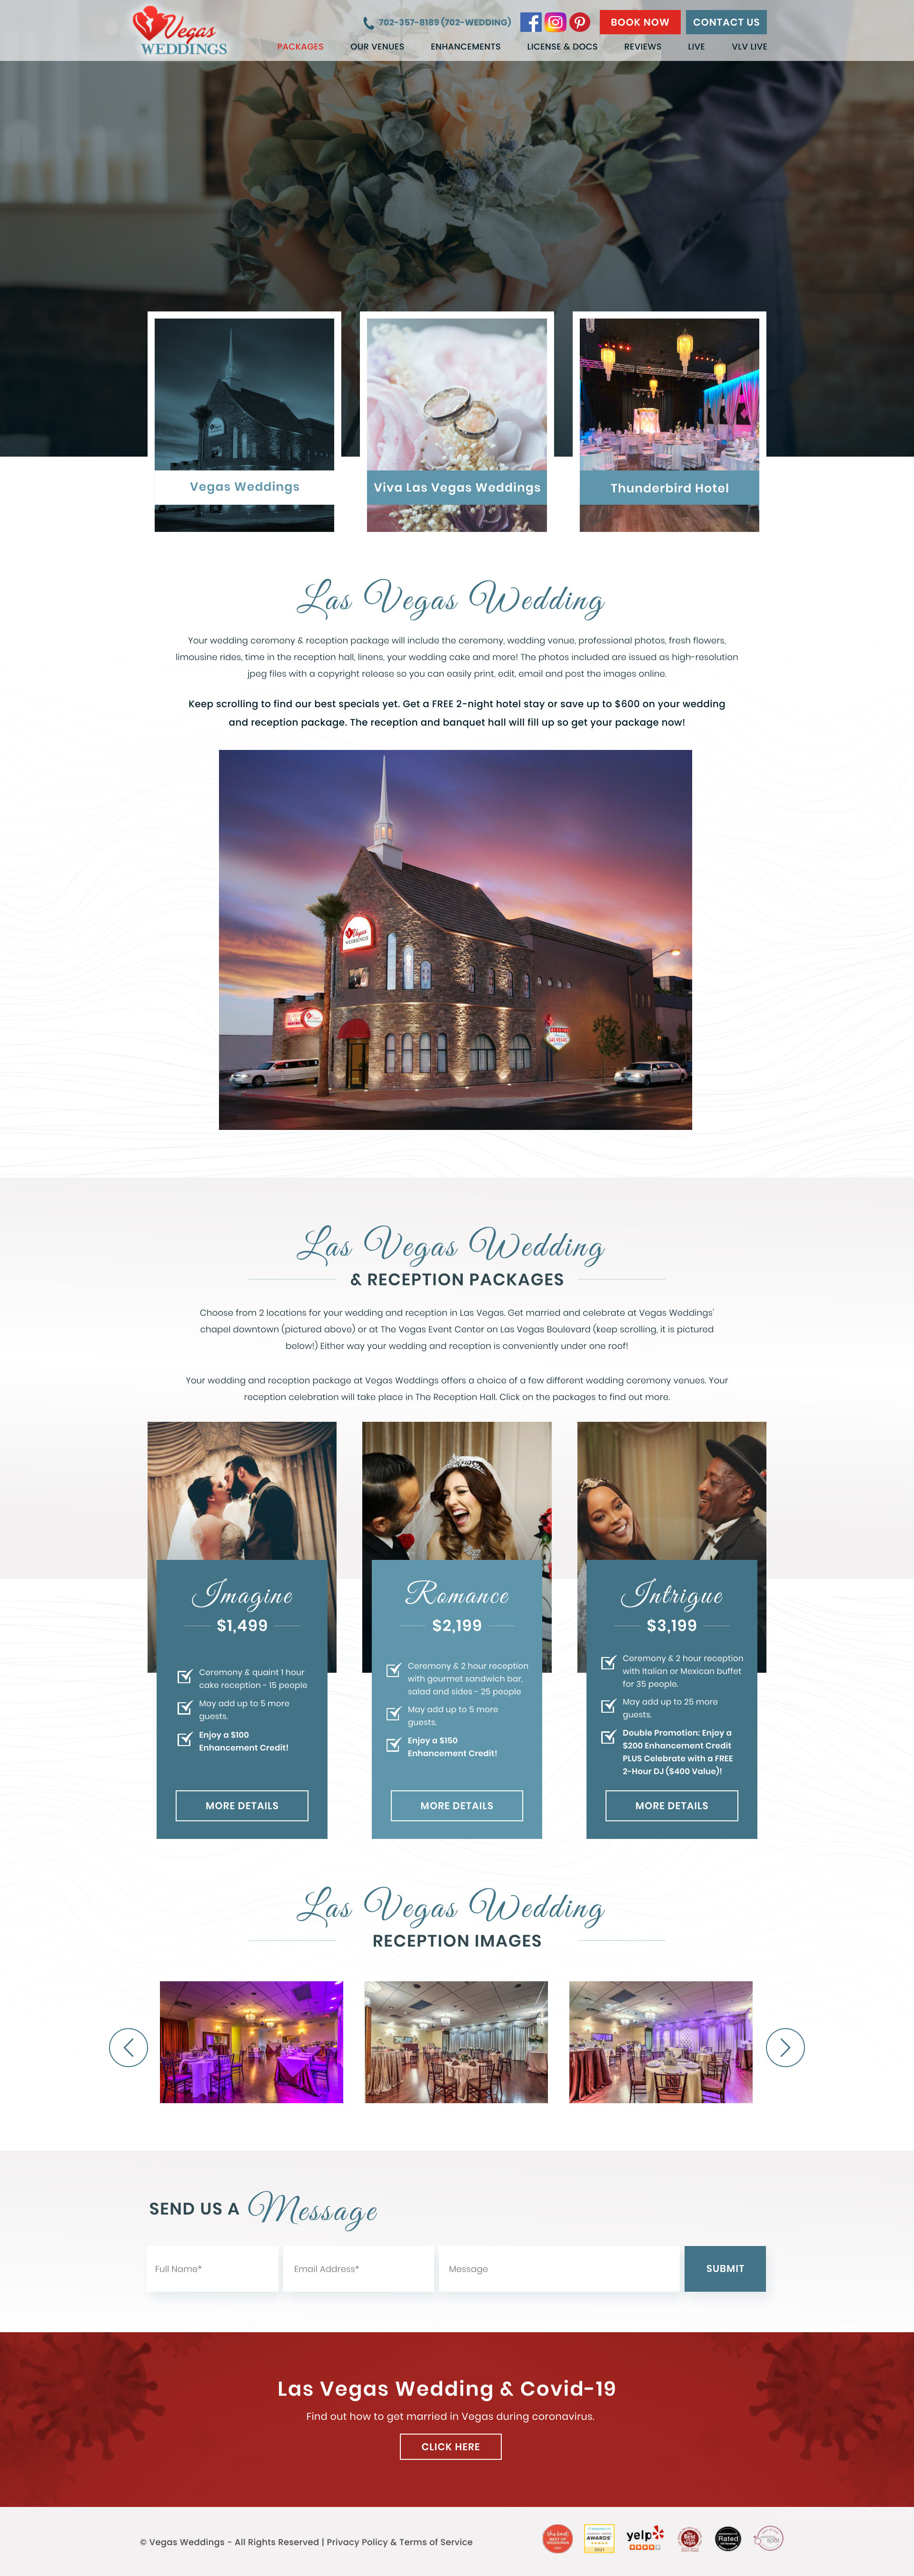 Vegas
WEDDINGS
702-357-8189 (702-WEDDING)
BOOK NOW
CONTACT US
PACKAGES
OUR VENUES
ENHANCEMENTS
LICENSE & DOCS
REVIEWS
LIVE
VLV LIVE
Vegas Weddings
Viva Las Vegas Weddings
Thunderbird Hotel
Las Vegas Wedding
Your wedding ceremony & reception package will include the ceremony, wedding venue, professional photos, fresh flowers,
limousine rides, time in the reception hall, linens, your wedding cake and more! The photos included are issued as high-resolution
jpeg files with a copyright release so you can easily print, edit, email and post the images online.
Keep scrolling to find our best specials yet. Get a FREE 2-night hotel stay or save up to $600 on your wedding
and reception package. The reception and banquet hall will fill up so get your package now!
Vegas
WEDDINGS
LAS VEGAS
Las Vegas Wedding
& RECEPTION PACKAGES
Choose from 2 locations for your wedding and reception in Las Vegas. Get married and celebrate at Vegas Weddings'
chapel downtown (pictured above) or at The Vegas Event Center on Las Vegas Boulevard (keep scrolling, it is pictured
below!) Either way your wedding and reception is conveniently under one roof!
Your wedding and reception package at Vegas Weddings offers a choice of a few different wedding ceremony venues. Your
reception celebration will take place in The Reception Hall. Click on the packages to find out more.
Imagine
$1,499
Ceremony & quaint 1 hour
cake reception - 15 people
May add up to 5 more
guests.
Enjoy a $100
Enhancement Credit!
MORE DETAILS
Romance
$2,199
Ceremony & 2 hour reception
with gourmet sandwich bar,
salad and sides - 25 people
May add up to 5 more
guests.
Enjoy a $150
Enhancement Credit!
MORE DETAILS
Intrigue
$3,199
Ceremony & 2 hour reception
with Italian or Mexican buffet
for 35 people.
May add up to 25 more
guests.
Double Promotion: Enjoy a
$200 Enhancement Credit
PLUS Celebrate with a FREE
2-Hour DJ ($400 Value)!
MORE DETAILS
Las Vegas Wedding
RECEPTION IMAGES
SEND US A Message
Full Name*
Email Address*
Message
SUBMIT
Las Vegas Wedding & Covid-19
Find out how to get married in Vegas during coronavirus.
CLICK HERE
© Vegas Weddings - All Rights Reserved | Privacy Policy & Terms of Service
the knot
BEST OF
WEDDINGS
AWARDS
2021
yelp
Best
Rated